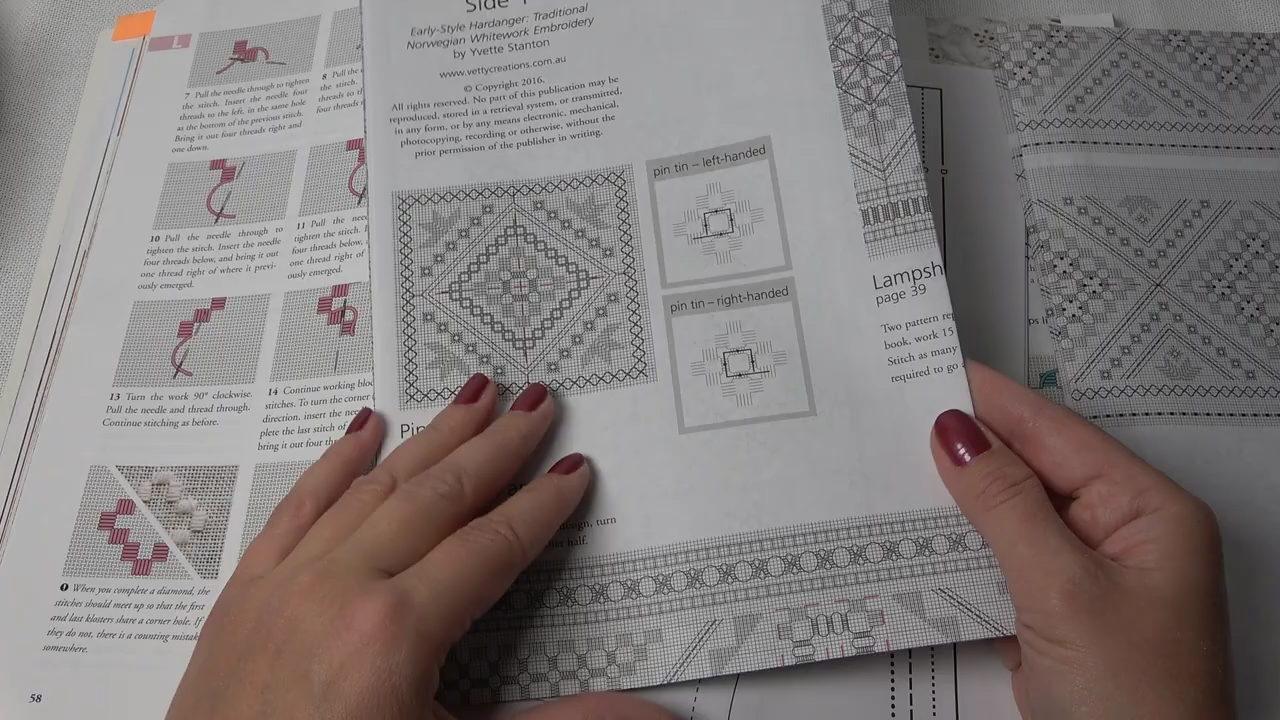 L
7 Pull the needle through to tighten
the stitch. Insert the needle four
threads to the left, in the same hole
as the bottom of the previous stitch.
Bring it out four threads right and
one down.
8 Pull the
the stitch.
threads to
four threads
10 Pull the needle through to
tighten the stitch. Insert the needle
four threads below, and bring it out
one thread right of where it previ-
ously emerged.
11 Pull the
tighten the stitch.
four threads below,
one thread right of
ously emerged.
13 Turn the work 90° clockwise.
Pull the needle and thread through.
Continue stitching as before.
14 Continue working
stitches. To turn the corner
direction, insert the
plete the last stitch of
bring it out four
When you complete a diamond, the
stitches should meet up so that the first
and last klosters share a corner hole. If
they do not, there is a counting
somewhere.
58
Side
Early-Style Hardanger: Traditional
Norwegian Whitework Embroidery
by Yvette Stanton
www.vettycreations.com.au
© Copyright 2016.
All rights reserved. No part of this publication may be
reproduced, stored in a retrieval system, or transmitted,
in any form, or by any means electronic, mechanical,
photocopying, recording or otherwise, without the
prior permission of the publisher in writing.
pin tin – left-handed
pin tin – right-handed
turn
half.
Lampsh
page 39
Two pattern
book, work 15
Stitch as many
required to go